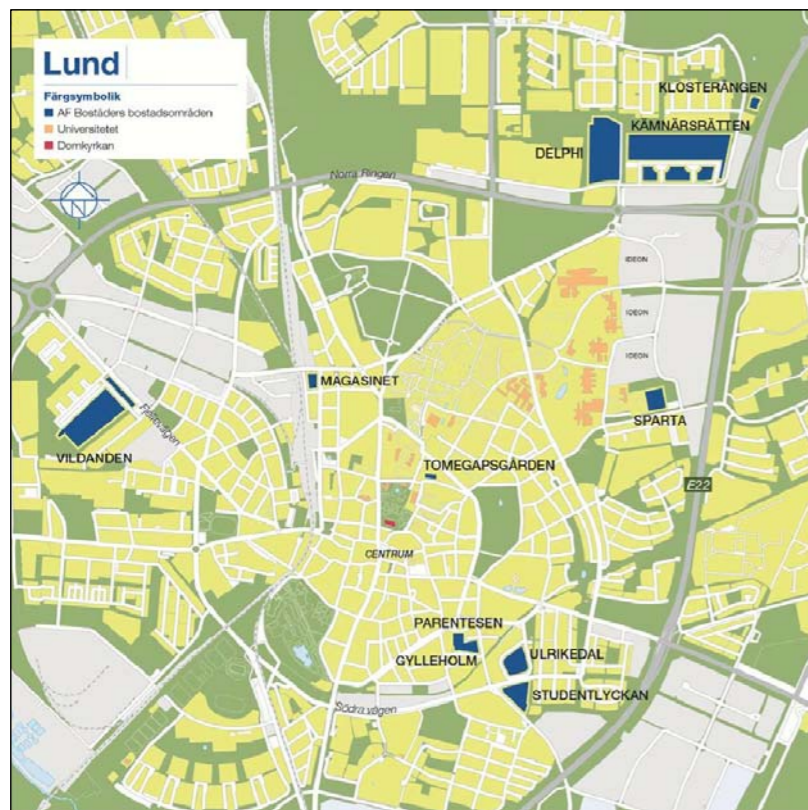 Lund
Färgsymbolik
AF Bostäders bostadsområden
Universitetet
Domkyrkan
N
KLOSTERÄNGEN
KÄMNÄRSRÄTTEN
DELPHI
Norra Ringen
IDEON
IDEON
IDEON
MAGASINET
SPARTA
Fjelievägen
VILDANDEN
TOMEGAPSGÅRDEN
E22
CENTRUM
PARENTESEN
GYLLEHOLM
ULRIKEDAL
STUDENTLYCKAN
Södra vägen